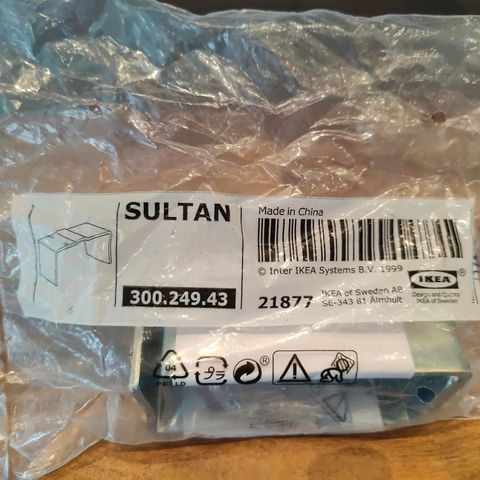 SULTAN
300.249.43
Made in China
© Inter IKEA Systems B.V. 1999
21877
IKEA of Sweden AB
SE-343 81 Älmhult
IKEA
®
Design and Quality
IKEA of Sweden
04
PE-LD
®